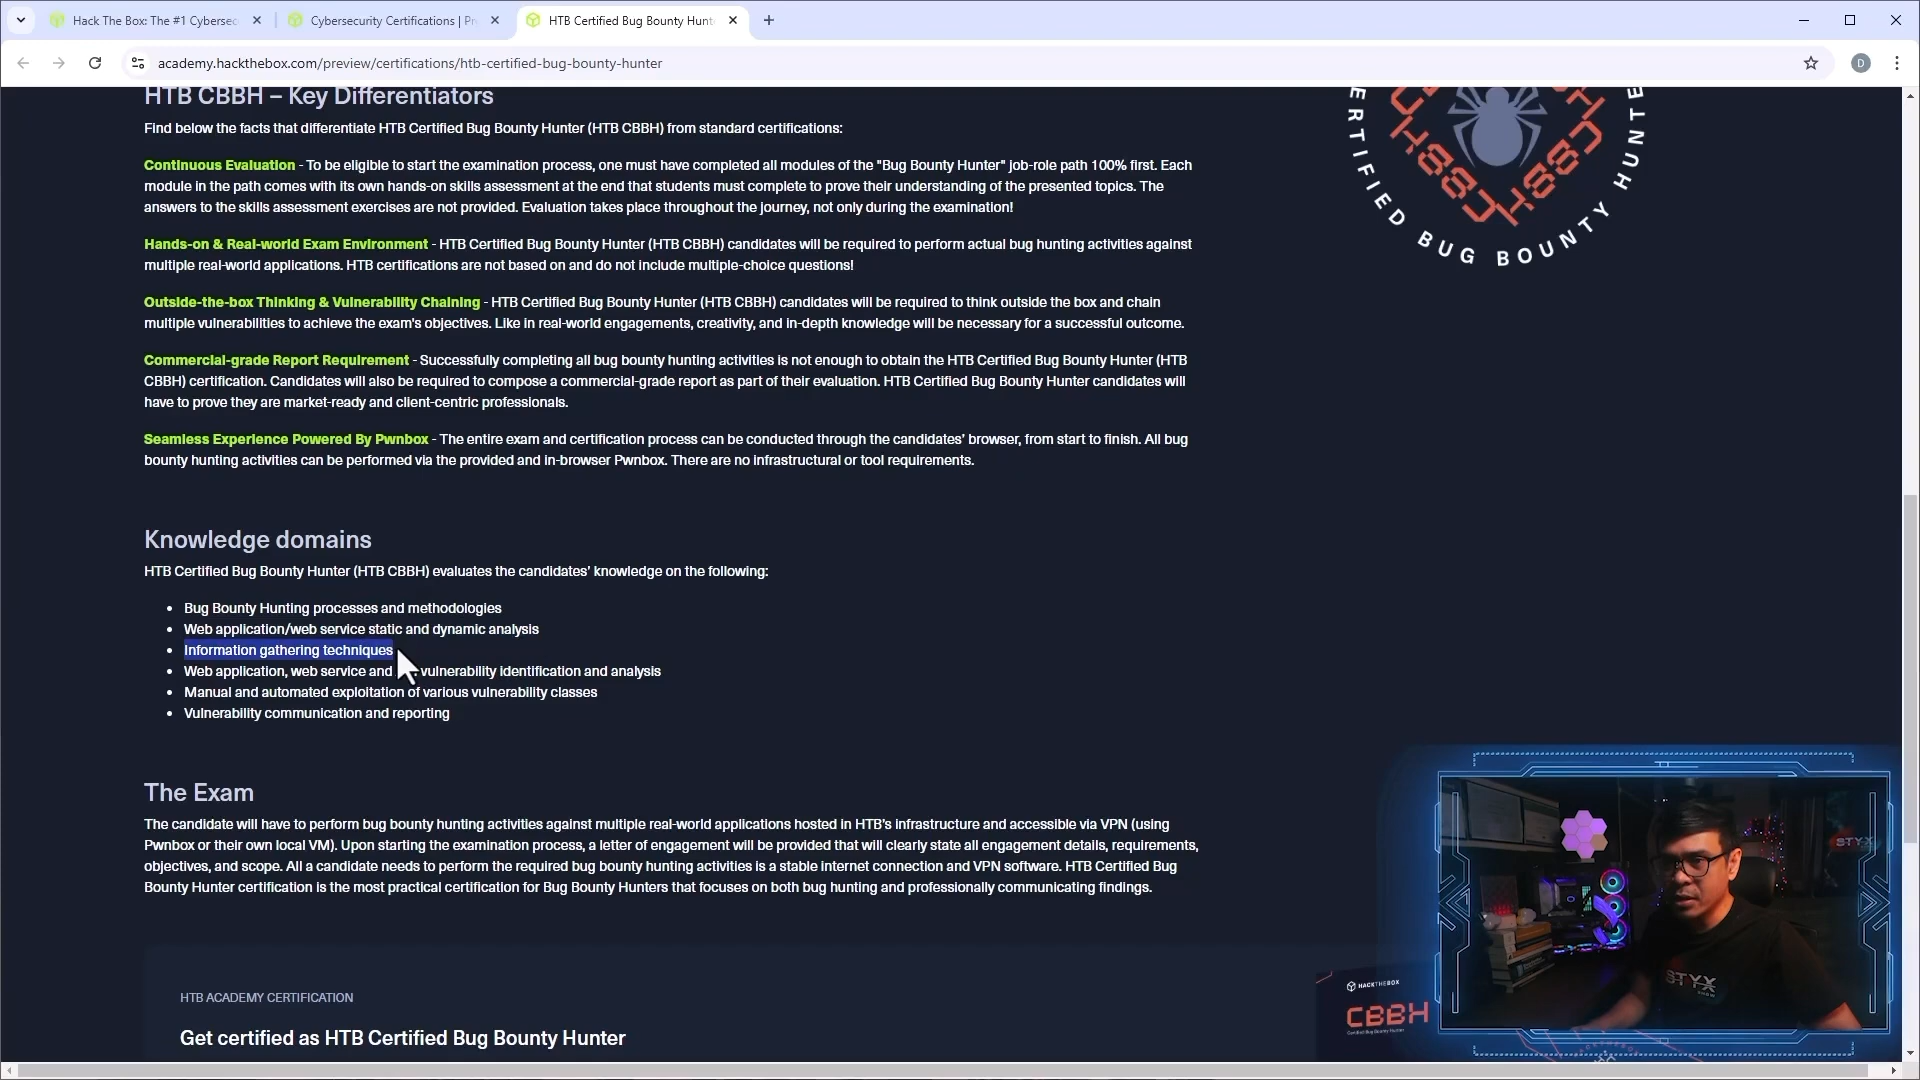 Hack The Box: The #1 Cybersec
Cybersecurity Certifications | Pr
HTB Certified Bug Bounty Hunt
academy.hackthebox.com/preview/certifications/htb-certified-bug-bounty-hunter
D
HTB CBBH – Key Differentiators
Find below the facts that differentiate HTB Certified Bug Bounty Hunter (HTB CBBH) from standard certifications:
Continuous Evaluation - To be eligible to start the examination process, one must have completed all modules of the "Bug Bounty Hunter" job-role path 100% first. Each
module in the path comes with its own hands-on skills assessment at the end that students must complete to prove their understanding of the presented topics. The
answers to the skills assessment exercises are not provided. Evaluation takes place throughout the journey, not only during the examination!
Hands-on & Real-world Exam Environment - HTB Certified Bug Bounty Hunter (HTB CBBH) candidates will be required to perform actual bug hunting activities against
multiple real-world applications. HTB certifications are not based on and do not include multiple-choice questions!
Outside-the-box Thinking & Vulnerability Chaining - HTB Certified Bug Bounty Hunter (HTB CBBH) candidates will be required to think outside the box and chain
multiple vulnerabilities to achieve the exam's objectives. Like in real-world engagements, creativity, and in-depth knowledge will be necessary for a successful outcome.
Commercial-grade Report Requirement - Successfully completing all bug bounty hunting activities is not enough to obtain the HTB Certified Bug Bounty Hunter (HTB
CBBH) certification. Candidates will also be required to compose a commercial-grade report as part of their evaluation. HTB Certified Bug Bounty Hunter candidates will
have to prove they are market-ready and client-centric professionals.
Seamless Experience Powered By Pwnbox - The entire exam and certification process can be conducted through the candidates’ browser, from start to finish. All bug
bounty hunting activities can be performed via the provided and in-browser Pwnbox. There are no infrastructural or tool requirements.
ERTIFIED BUG BOUNTY HUNTE
Knowledge domains
HTB Certified Bug Bounty Hunter (HTB CBBH) evaluates the candidates’ knowledge on the following:
• Bug Bounty Hunting processes and methodologies
• Web application/web service static and dynamic analysis
• Information gathering techniques
• Web application, web service and vulnerability identification and analysis
• Manual and automated exploitation of various vulnerability classes
• Vulnerability communication and reporting
The Exam
The candidate will have to perform bug bounty hunting activities against multiple real-world applications hosted in HTB’s infrastructure and accessible via VPN (using
Pwnbox or their own local VM). Upon starting the examination process, a letter of engagement will be provided that will clearly state all engagement details, requirements,
objectives, and scope. All a candidate needs to perform the required bug bounty hunting activities is a stable internet connection and VPN software. HTB Certified Bug
Bounty Hunter certification is the most practical certification for Bug Bounty Hunters that focuses on both bug hunting and professionally communicating findings.
HTB ACADEMY CERTIFICATION
Get certified as HTB Certified Bug Bounty Hunter
HACKTHEBOX
CBBH
Certified Bug Bounty Hunter
STYX
STYX